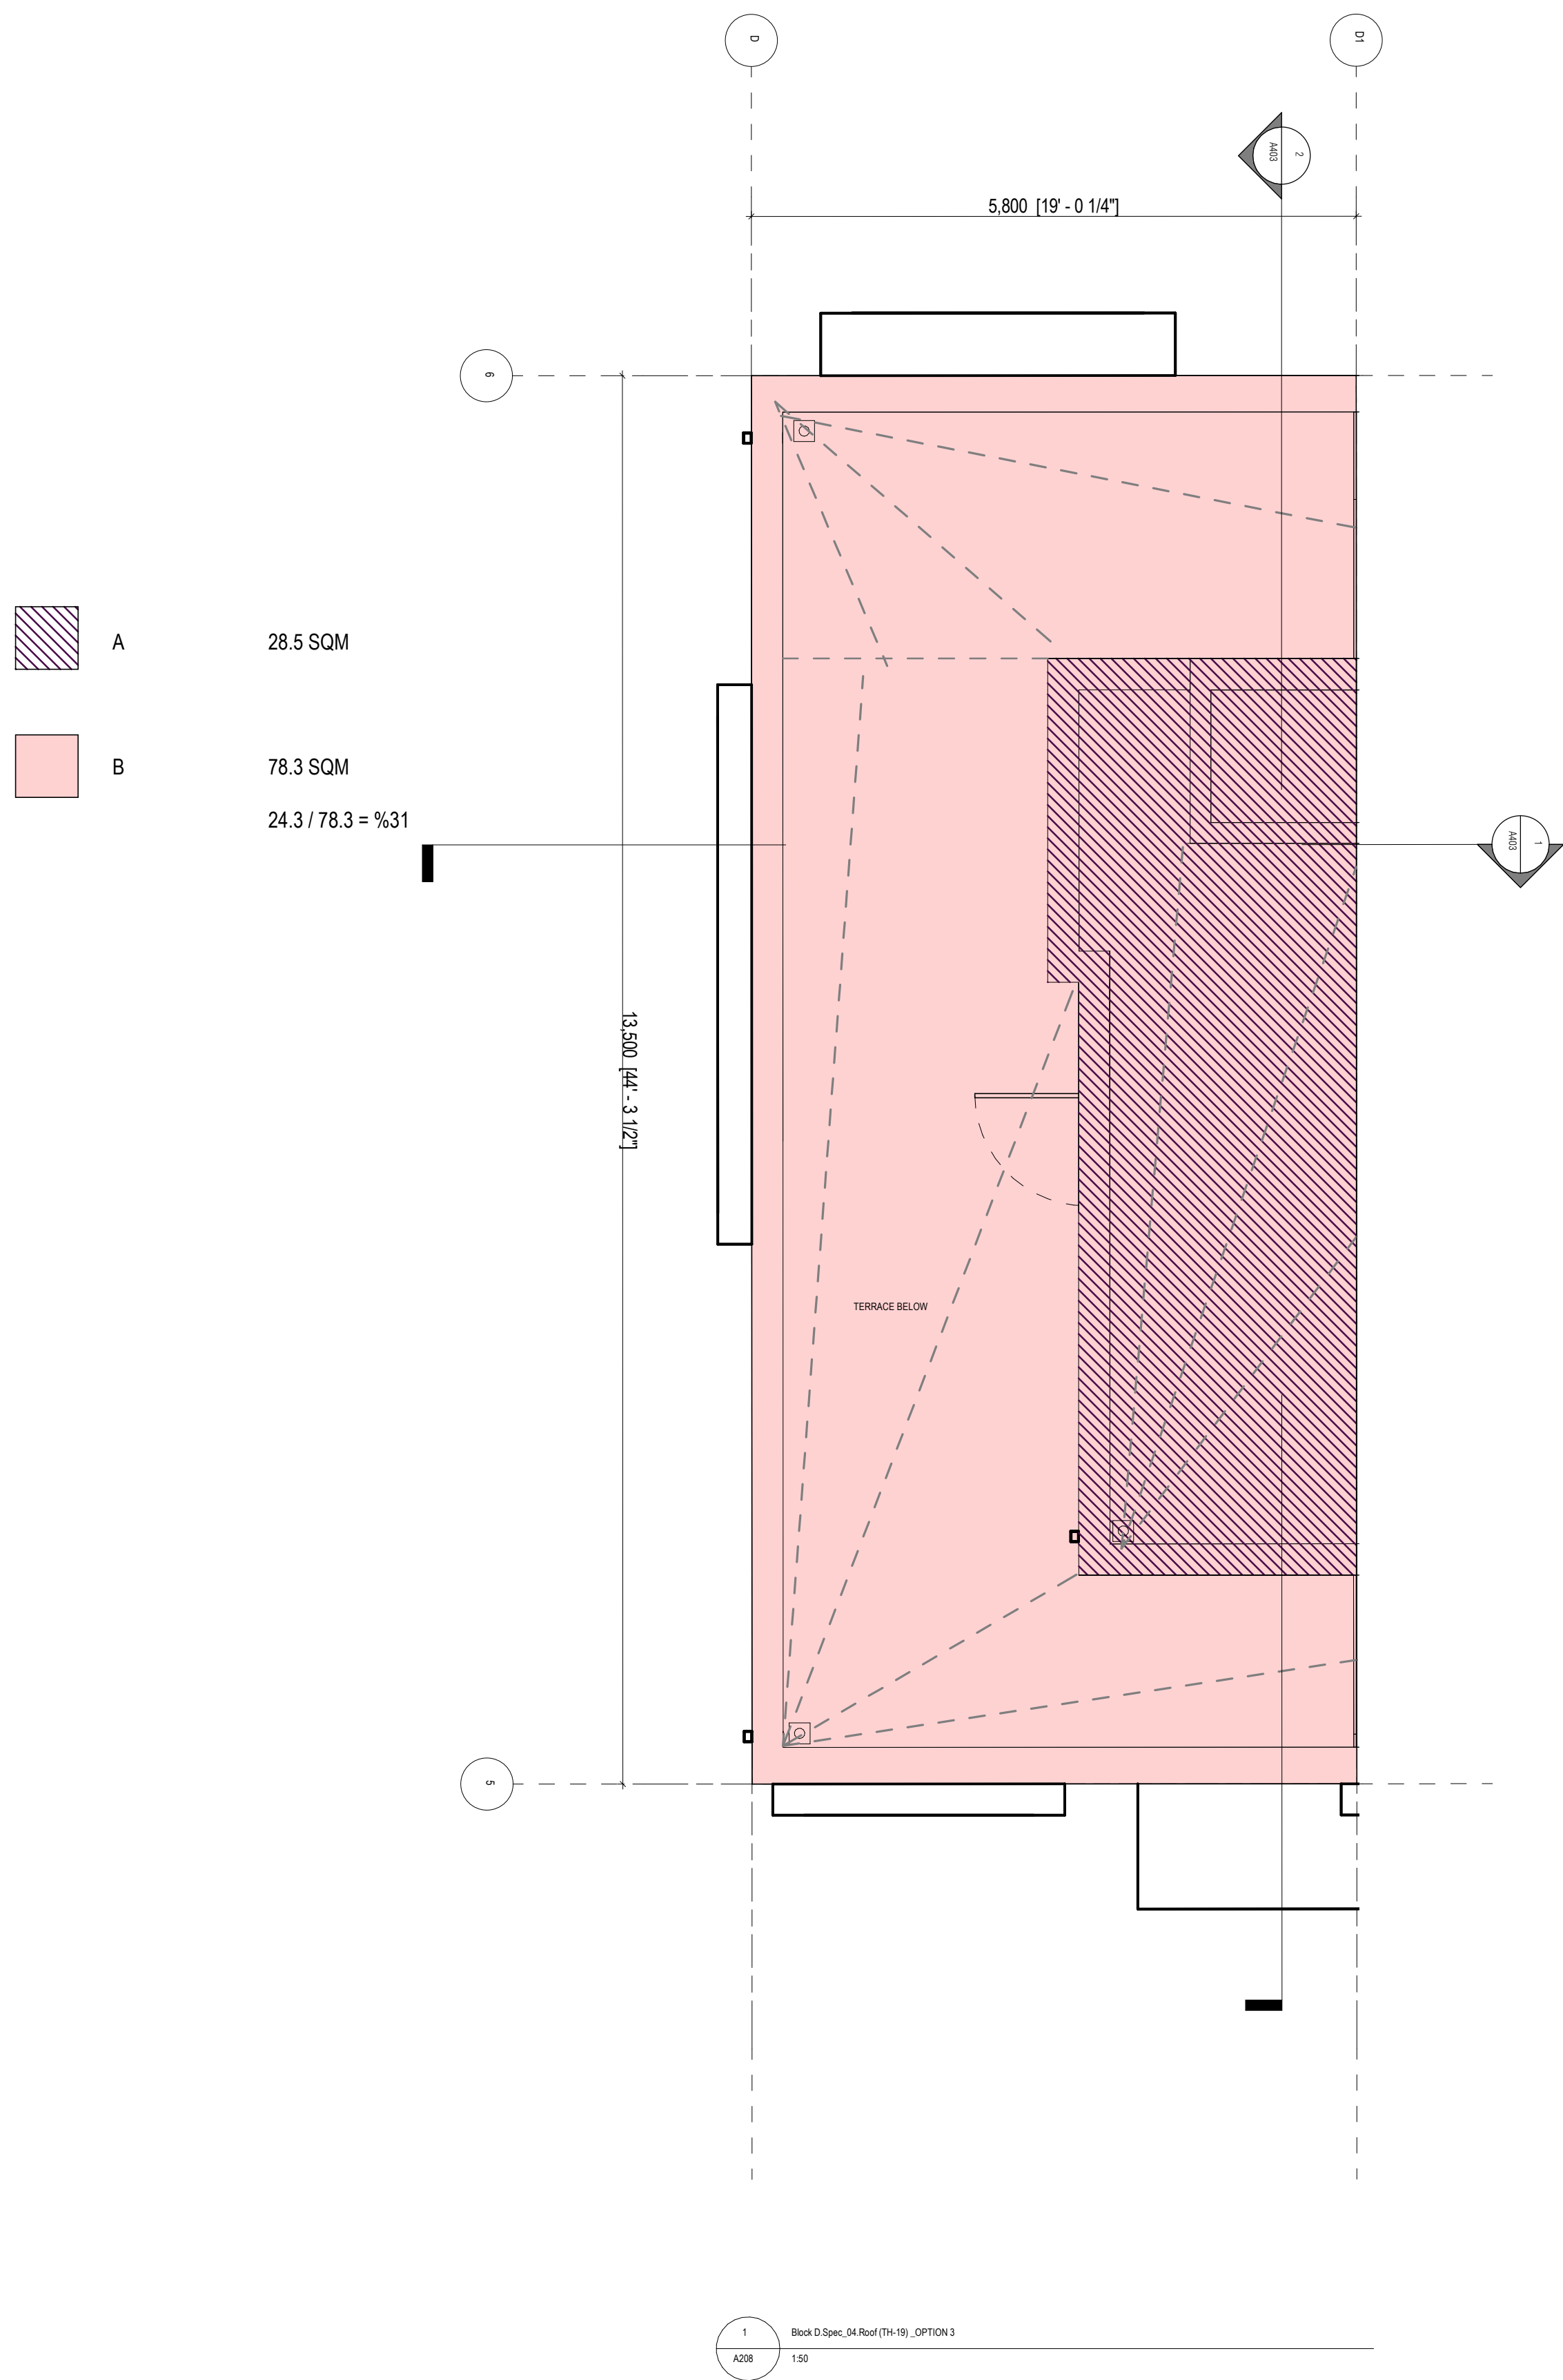 D
D1
2
A403
5,800 [19' - 0 1/4"]
6
A 28.5 SQM
B 78.3 SQM
24.3 / 78.3 = %31
1
A403
13,500 [44' - 3 1/2"]
TERRACE BELOW
5
1
Block D.Spec_04.Roof (TH-19) _OPTION 3
A208
1:50